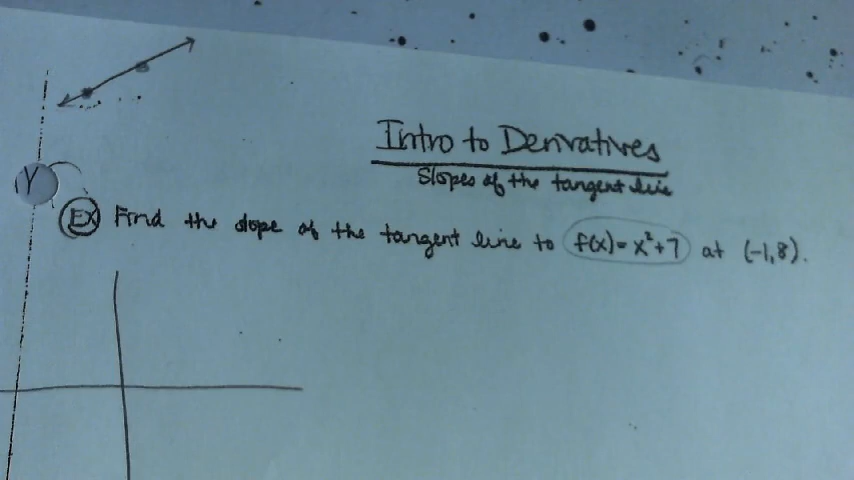 Intro to Derivatives
Slopes of the tangent line
Y
EX Find the slope of the tangent line to f(x)=x²+7 at (-1,8).